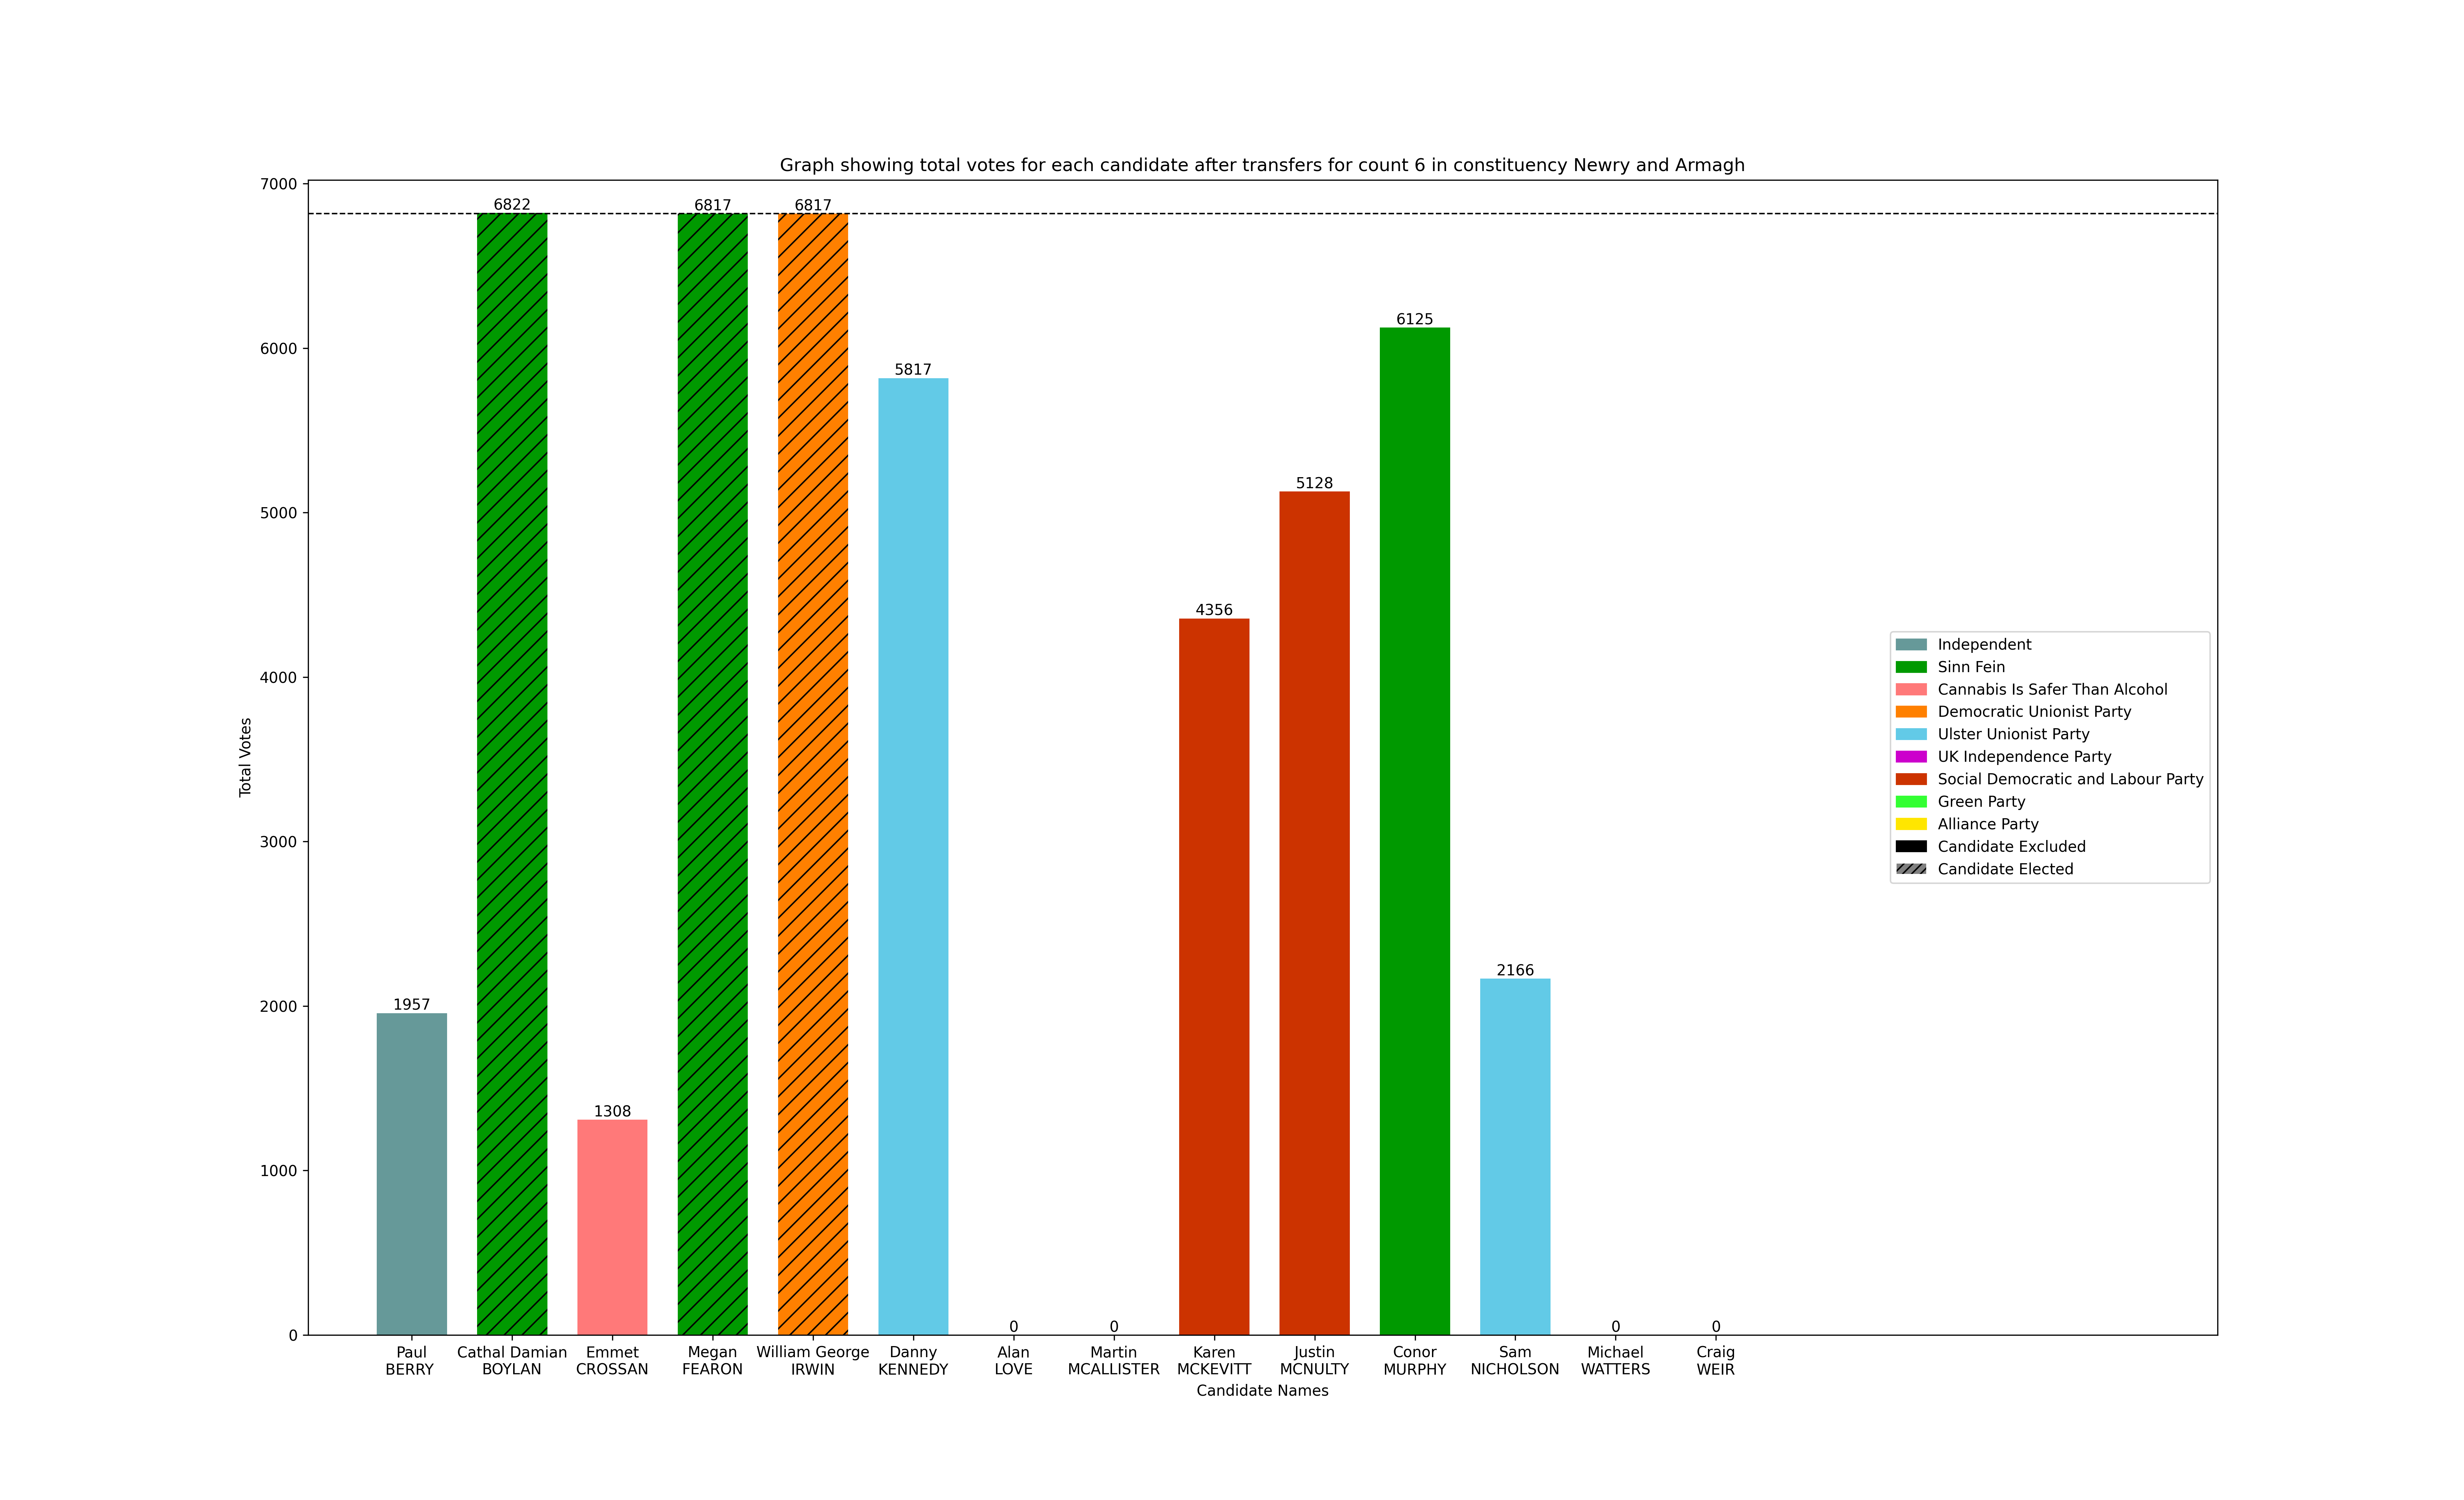 Graph showing total votes for each candidate after transfers for count 6 in constituency Newry and Armagh
7000
6000
5000
4000
3000
2000
1000
0
Total Votes
1957
6822
1308
6817
6817
5817
0
0
4356
5128
6125
2166
0
0
Paul
BERRY
Cathal Damian
BOYLAN
Emmet
CROSSAN
Megan
FEARON
William George
IRWIN
Danny
KENNEDY
Alan
LOVE
Martin
MCALLISTER
Karen
MCKEVITT
Justin
MCNULTY
Conor
MURPHY
Sam
NICHOLSON
Michael
WATTERS
Craig
WEIR
Candidate Names
Independent
Sinn Fein
Cannabis Is Safer Than Alcohol
Democratic Unionist Party
Ulster Unionist Party
UK Independence Party
Social Democratic and Labour Party
Green Party
Alliance Party
Candidate Excluded
Candidate Elected